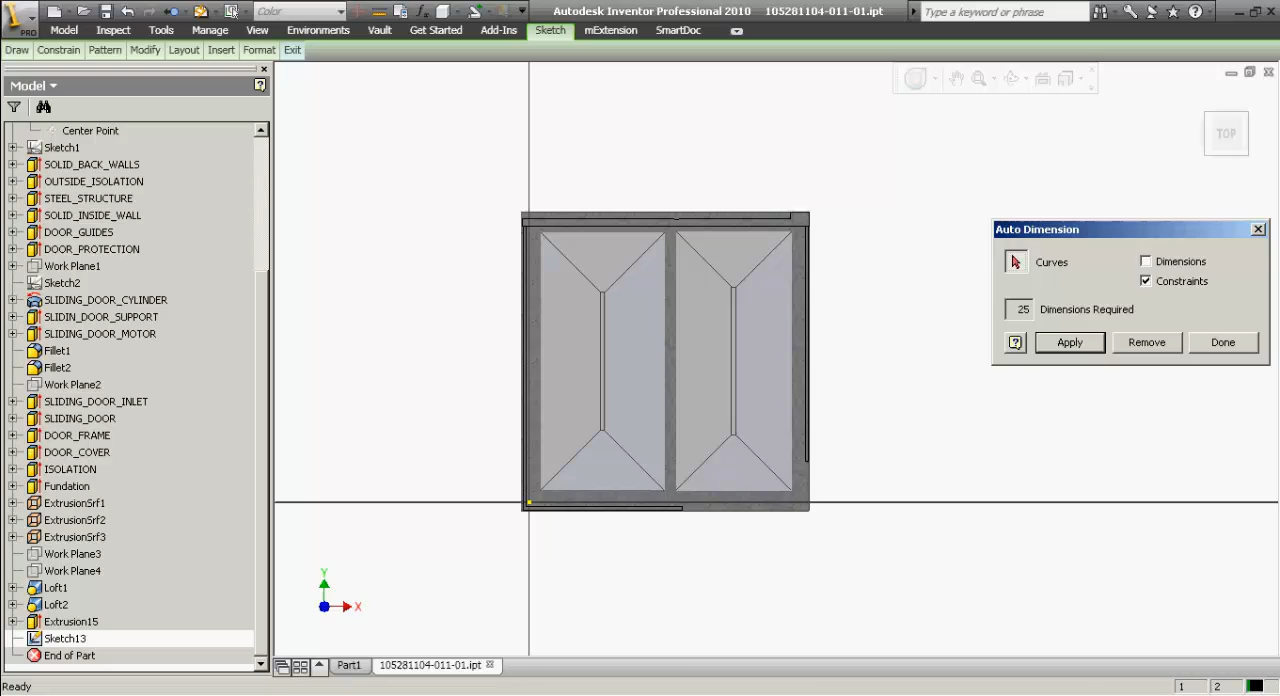 Color
Autodesk Inventor Professional 2010 105281104-011-01.ipt
Type a keyword or phrase
PRO
Model Inspect Tools Manage View Environments Vault Get Started Add-Ins Sketch mExtension SmartDoc
Draw Constrain Pattern Modify Layout Insert Format Exit
Model
Center Point
Sketch1
SOLID_BACK_WALLS
OUTSIDE_ISOLATION
STEEL_STRUCTURE
SOLID_INSIDE_WALL
DOOR_GUIDES
DOOR_PROTECTION
Work Plane1
Sketch2
SLIDING_DOOR_CYLINDER
SLIDIN_DOOR_SUPPORT
SLIDING_DOOR_MOTOR
Fillet1
Fillet2
Work Plane2
SLIDING_DOOR_INLET
SLIDING_DOOR
DOOR_FRAME
DOOR_COVER
ISOLATION
Fundation
ExtrusionSrf1
ExtrusionSrf2
ExtrusionSrf3
Work Plane3
Work Plane4
Loft1
Loft2
Extrusion15
Sketch13
End of Part
TOP
Auto Dimension
Curves
Dimensions
Constraints
25 Dimensions Required
Apply Remove Done
Y
X
Part1 105281104-011-01.ipt
Ready
1 2